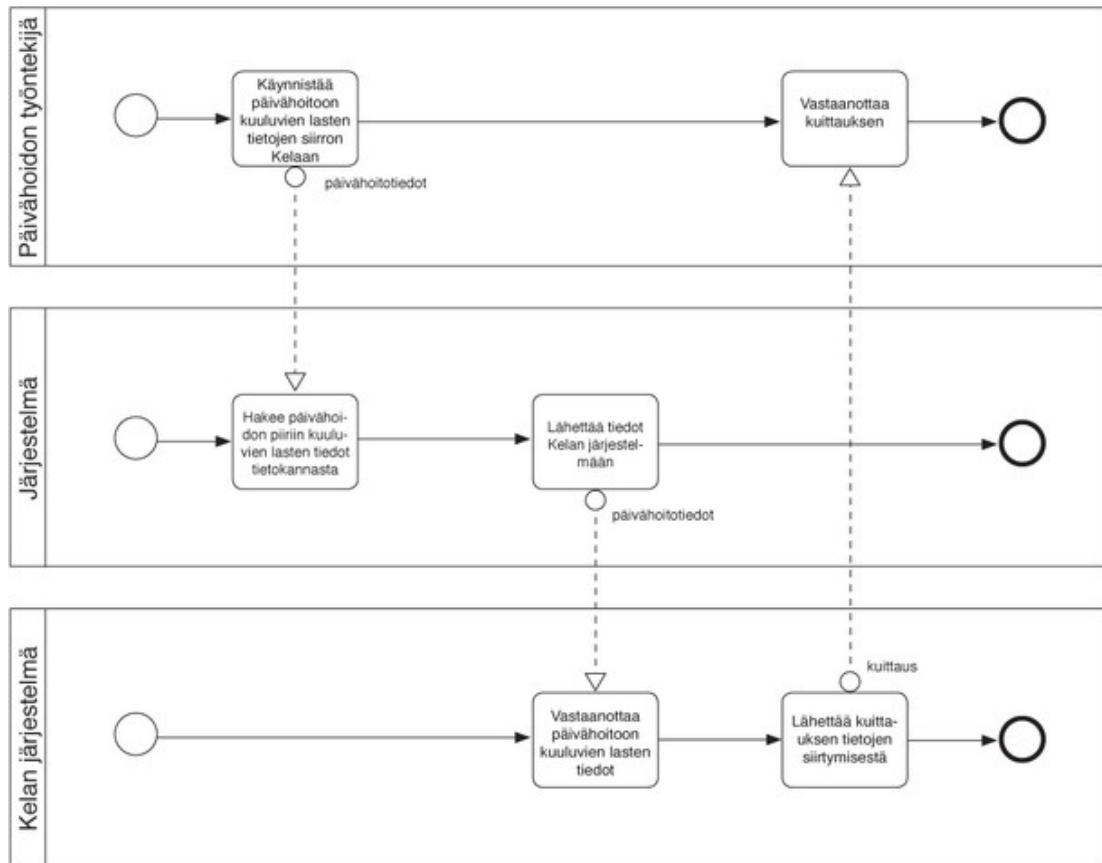 Päivähoidon työntekijä
Käynnistää
päivähoitoon
kuuluvien lasten
tietojen siirron
Kelaan
päivähoitotiedot
Vastaanottaa
kuittauksen
Järjestelmä
Hakee päivähoi-
don piiriin kuulu-
vien lasten tiedot
tietokannasta
Lähettää tiedot
Kelan järjestel-
mään
päivähoitotiedot
Kelan järjestelmä
Vastaanottaa
päivähoitoon
kuuluvien lasten
tiedot
kuittaus
Lähettää kuitta-
uksen tietojen
siirtymisestä